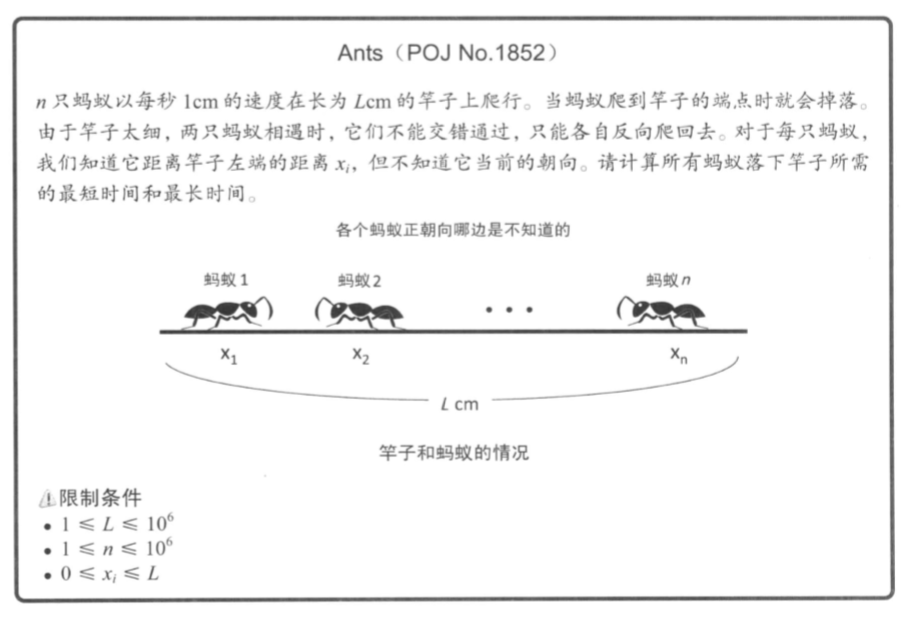 Ants（POJ No.1852）
n 只蚂蚁以每秒 1cm 的速度在长为 Lcm 的竿子上爬行。当蚂蚁爬到竿子的端点时就会掉落。
由于竿子太细，两只蚂蚁相遇时，它们不能交错通过，只能各自反向爬回去。对于每只蚂蚁，
我们知道它距离竿子左端的距离 xᵢ，但不知道它当前的朝向。请计算所有蚂蚁落下竿子所需
的最短时间和最长时间。
各个蚂蚁正朝向哪边是不知道的
蚂蚁 1 蚂蚁 2 蚂蚁 n
• • •
x₁ x₂ xₙ
L cm
竿子和蚂蚁的情况
⚠限制条件
• 1 ⩽ L ⩽ 10⁶
• 1 ⩽ n ⩽ 10⁶
• 0 ⩽ xᵢ ⩽ L